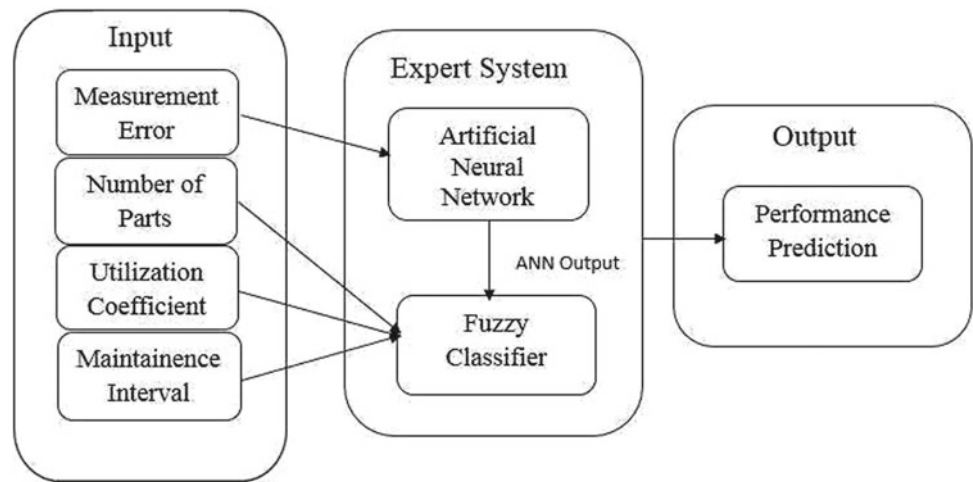 Input
Measurement
Error
Number of
Parts
Utilization
Coefficient
Maintainence
Interval
Expert System
Artificial
Neural
Network
ANN Output
Fuzzy
Classifier
Output
Performance
Prediction